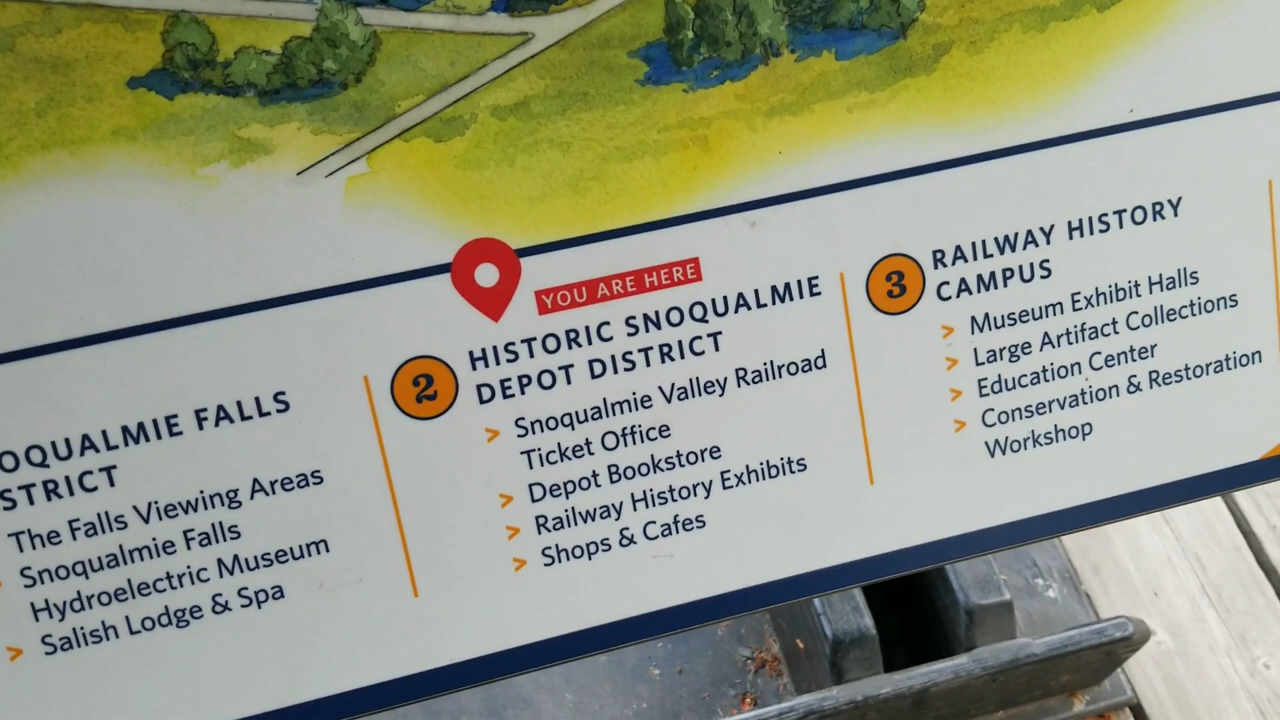 OQUALMIE FALLS
STRICT
The Falls Viewing Areas
> Snoqualmie Falls
Hydroelectric Museum
> Salish Lodge & Spa
YOU ARE HERE
2
HISTORIC SNOQUALMIE
DEPOT DISTRICT
> Snoqualmie Valley Railroad
Ticket Office
> Depot Bookstore
> Railway History Exhibits
> Shops & Cafes
3
RAILWAY HISTORY
CAMPUS
> Museum Exhibit Halls
> Large Artifact Collections
> Education Center
> Conservation & Restoration
Workshop